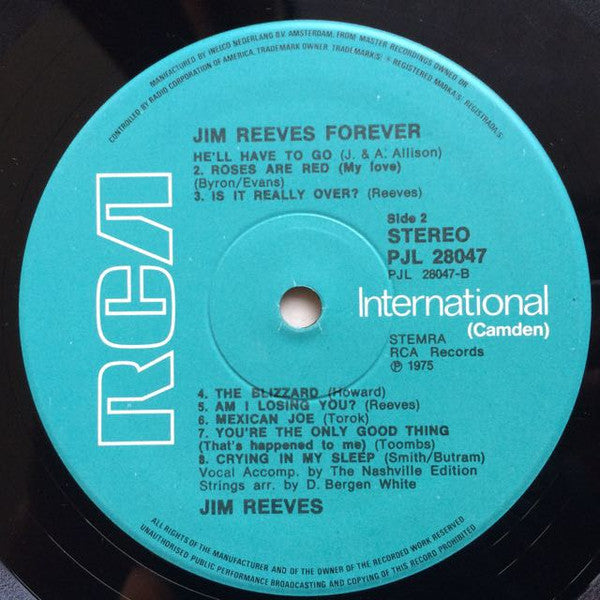 MANUFACTURED BY INELCO NEDERLAND B.V. AMSTERDAM, FROM MASTER RECORDINGS OWNED OR
CONTROLLED BY RADIO CORPORATION OF AMERICA, TRADEMARK OWNER. TRADEMARK(S) ® REGISTERED MARKA(S) REGISTRADA(S)
RCA
JIM REEVES FOREVER
HE'LL HAVE TO GO (J. & A. Allison)
2. ROSES ARE RED (My love)
(Byron/Evans)
3. IS IT REALLY OVER? (Reeves)
Side 2
STEREO
PJL 28047
PJL 28047-B
International
(Camden)
STEMRA
RCA Records
℗ 1975
4. THE BLIZZARD (Howard)
5. AM I LOSING YOU? (Reeves)
6. MEXICAN JOE (Torok)
7. YOU'RE THE ONLY GOOD THING
(That's happened to me) (Toombs)
8. CRYING IN MY SLEEP (Smith/Butram)
Vocal Accomp. by The Nashville Edition
Strings arr. by D. Bergen White
JIM REEVES
ALL RIGHTS OF THE MANUFACTURER AND OF THE OWNER OF THE RECORDED WORK RESERVED
UNAUTHORISED PUBLIC PERFORMANCE BROADCASTING AND COPYING OF THIS RECORD PROHIBITED